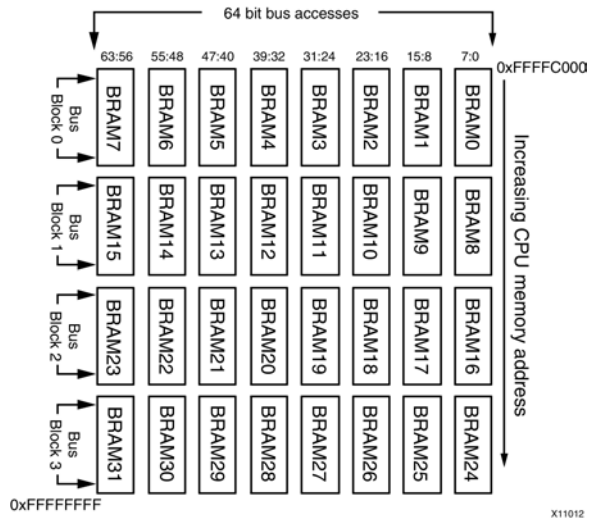 64 bit bus accesses
63:56 55:48 47:40 39:32 31:24 23:16 15:8 7:0
0xFFFFC000
Bus Block 0
BRAM7 BRAM6 BRAM5 BRAM4 BRAM3 BRAM2 BRAM1 BRAM0
Bus Block 1
BRAM15 BRAM14 BRAM13 BRAM12 BRAM11 BRAM10 BRAM9 BRAM8
Bus Block 2
BRAM23 BRAM22 BRAM21 BRAM20 BRAM19 BRAM18 BRAM17 BRAM16
Bus Block 3
BRAM31 BRAM30 BRAM29 BRAM28 BRAM27 BRAM26 BRAM25 BRAM24
Increasing CPU memory address
0xFFFFFFFF
X11012